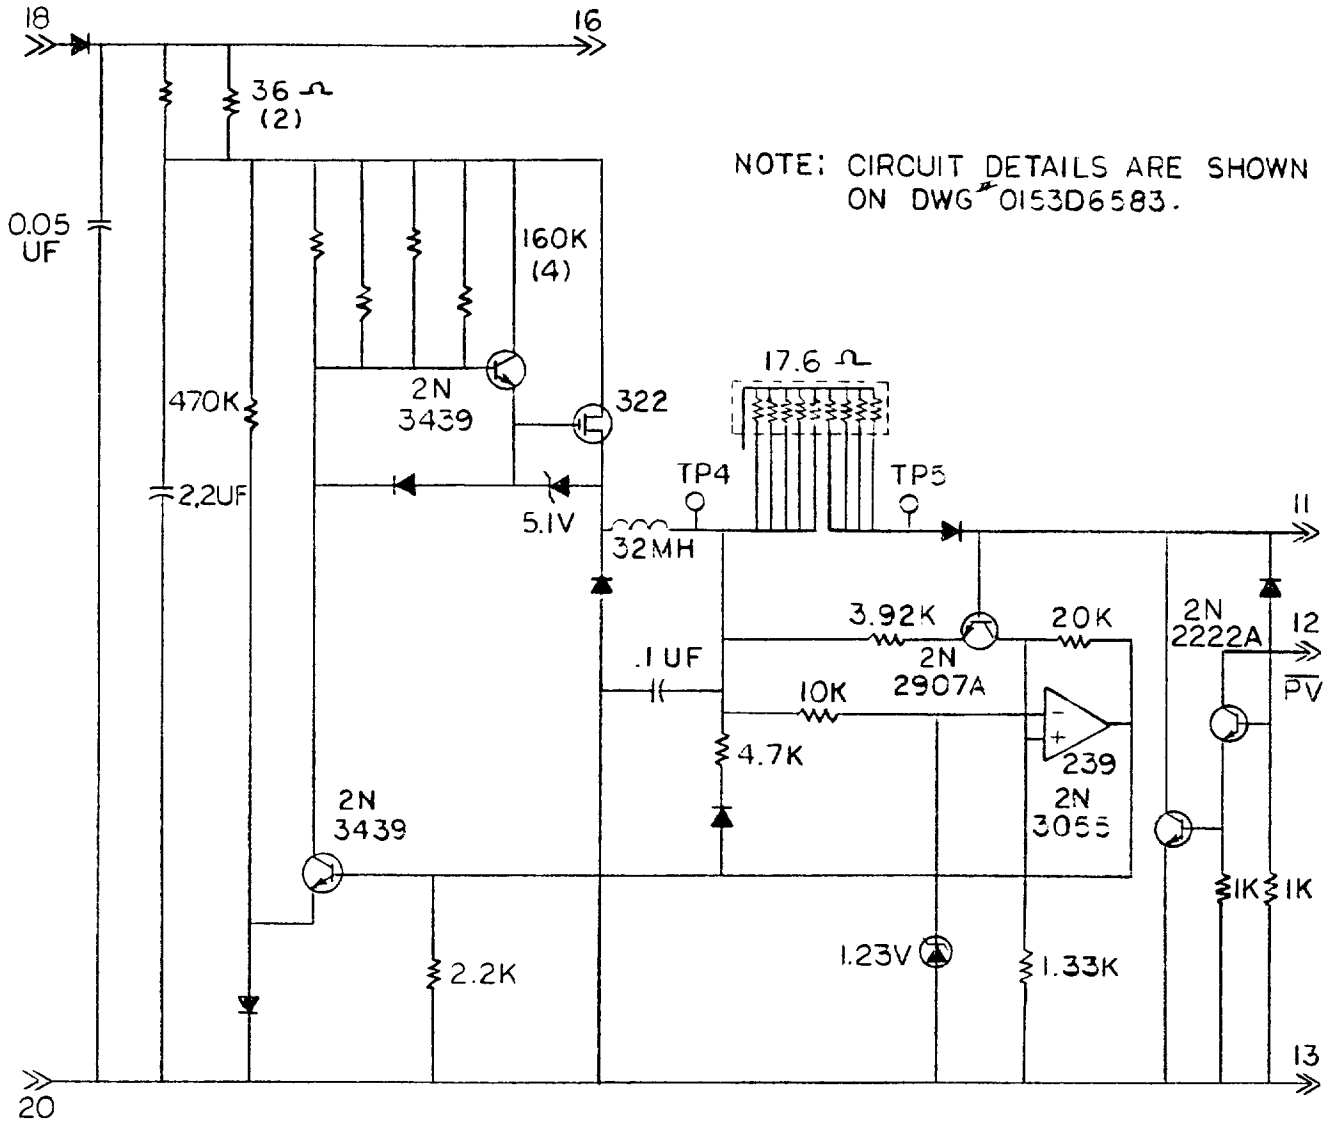 18
16
36 Ω
(2)
NOTE: CIRCUIT DETAILS ARE SHOWN
ON DWG # 0153D6583.
0.05
UF
160K
(4)
17.6 Ω
470K
2N
3439
322
2.2UF
5.1V
TP4
TP5
11
32MH
3.92K
20K
2N
2222A
12
.1 UF
2N
2907A
PV
10K
-
+
4.7K
239
2N
3055
2N
3439
1K
1K
1.23V
1.33K
2.2K
13
20